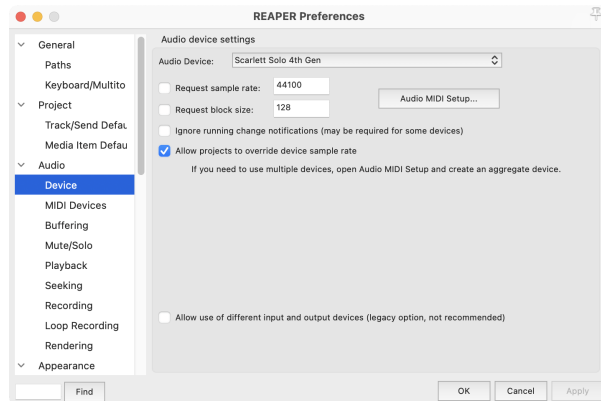 REAPER Preferences
General
Paths
Keyboard/Multito
Project
Track/Send Defau
Media Item Defau
Audio
Device
MIDI Devices
Buffering
Mute/Solo
Playback
Seeking
Recording
Loop Recording
Rendering
Appearance
Find
Audio device settings
Audio Device: Scarlett Solo 4th Gen
Request sample rate: 44100
Request block size: 128
Audio MIDI Setup...
Ignore running change notifications (may be required for some devices)
Allow projects to override device sample rate
If you need to use multiple devices, open Audio MIDI Setup and create an aggregate device.
Allow use of different input and output devices (legacy option, not recommended)
OK Cancel Apply